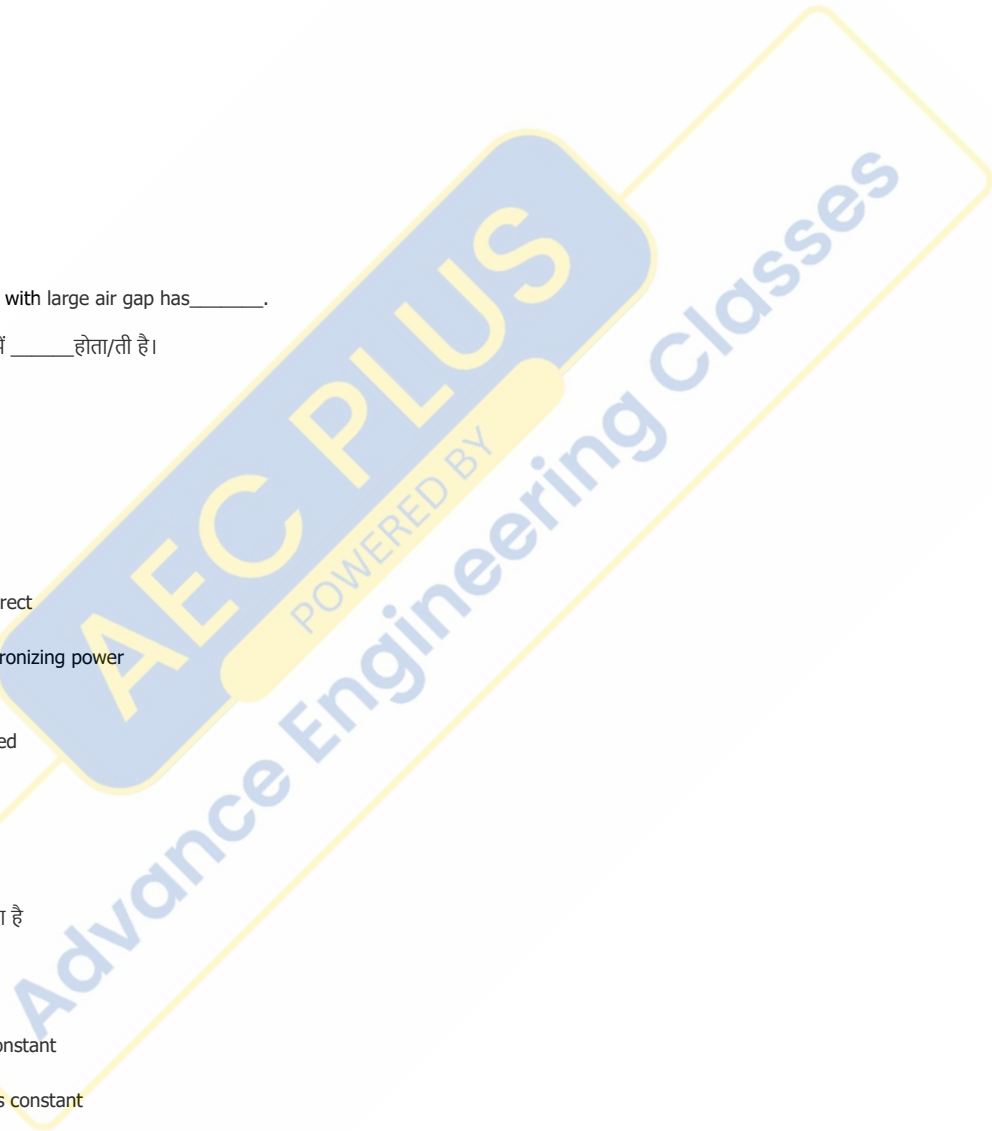 with large air gap has_______.
में ______होता/ती है।
rect
ronizing power
ed
ा है
onstant
s constant
AEC PLUS
POWERED BY
Advance Engineering Classes